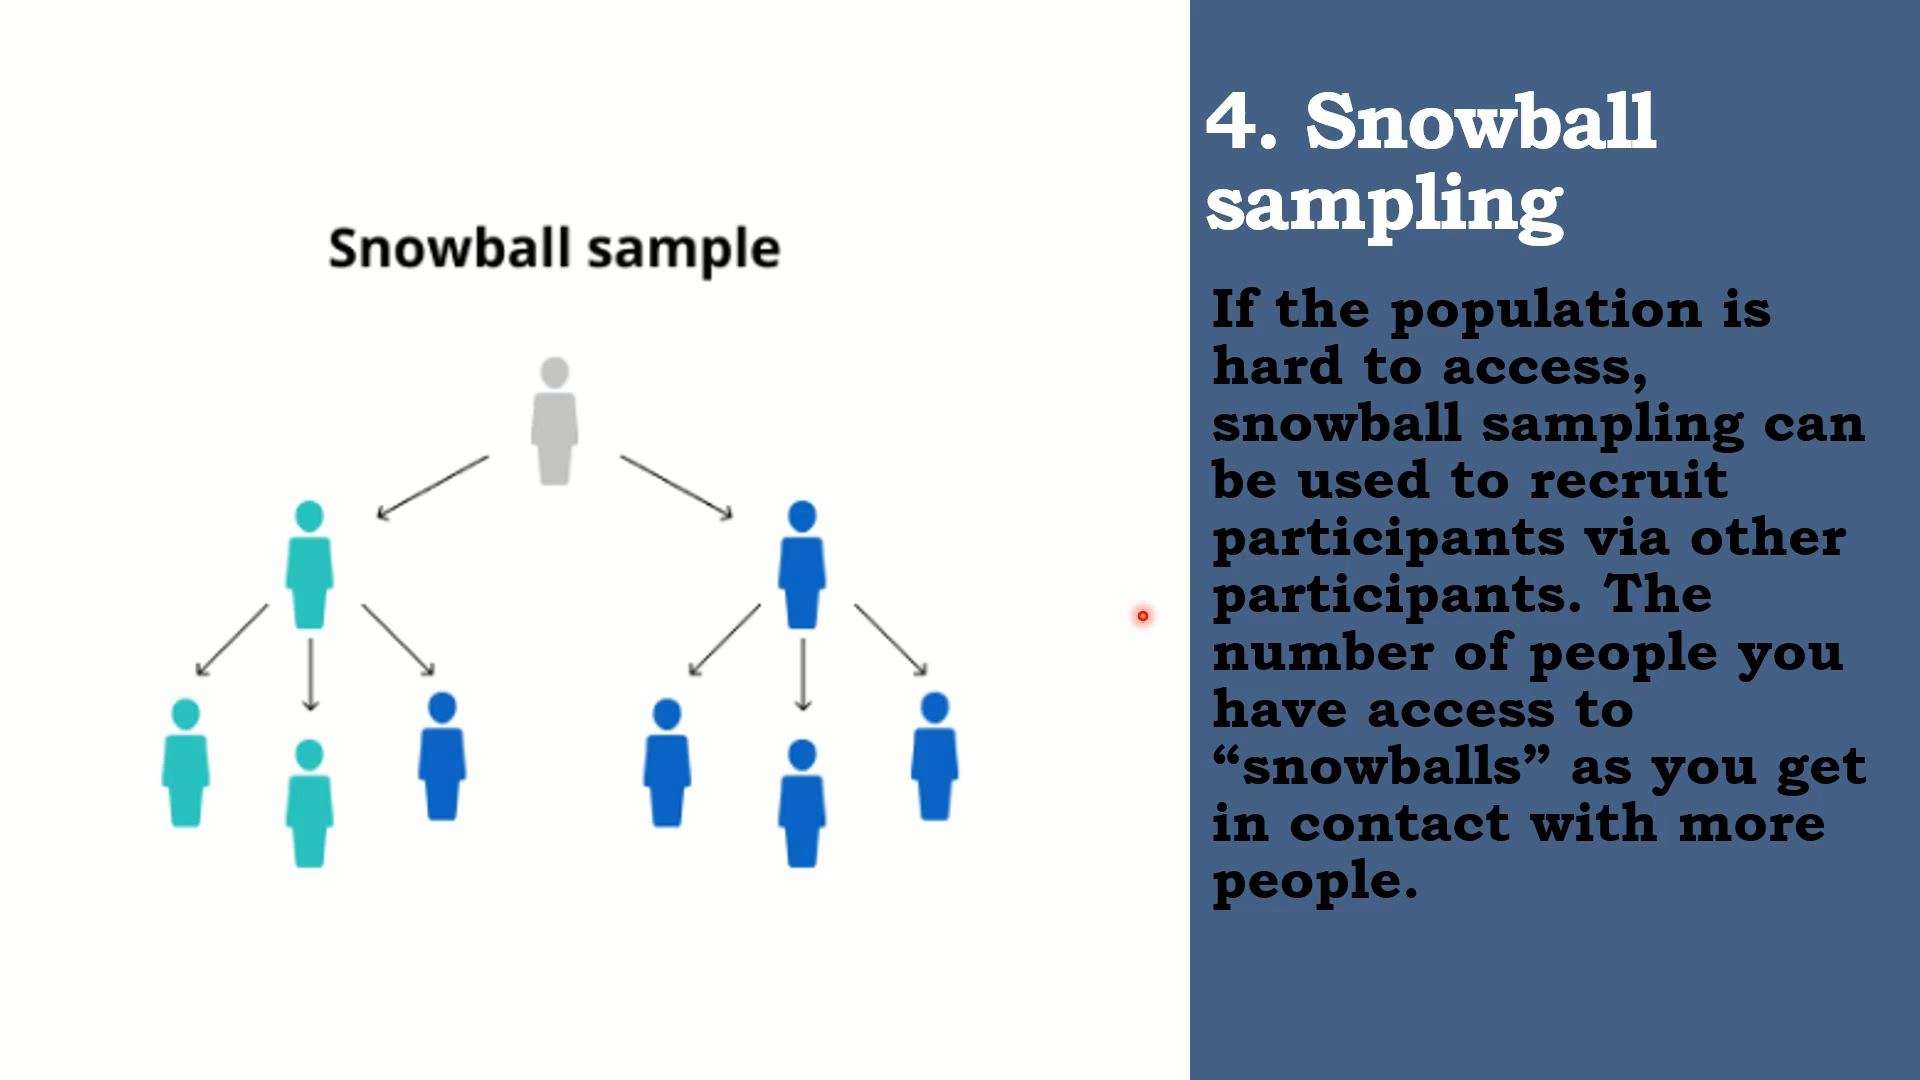 Snowball sample
4. Snowball
sampling
If the population is
hard to access,
snowball sampling can
be used to recruit
participants via other
participants. The
number of people you
have access to
“snowballs” as you get
in contact with more
people.